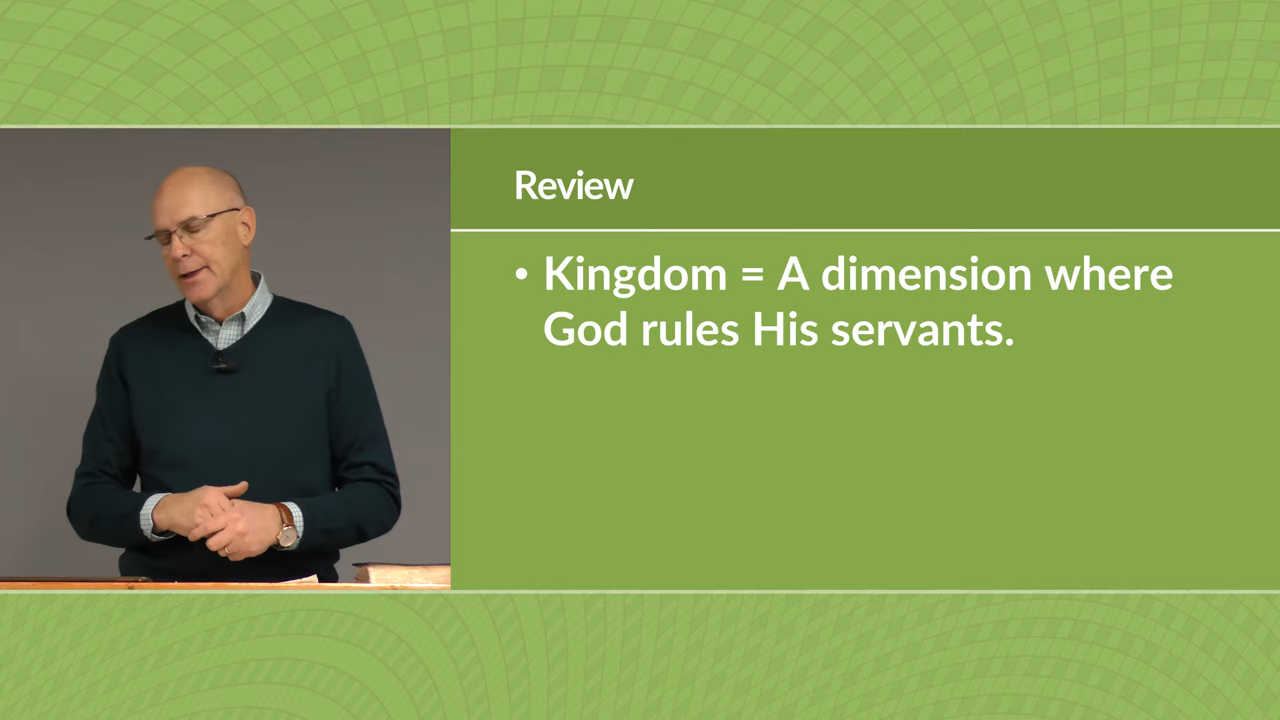 Review
• Kingdom = A dimension where
God rules His servants.